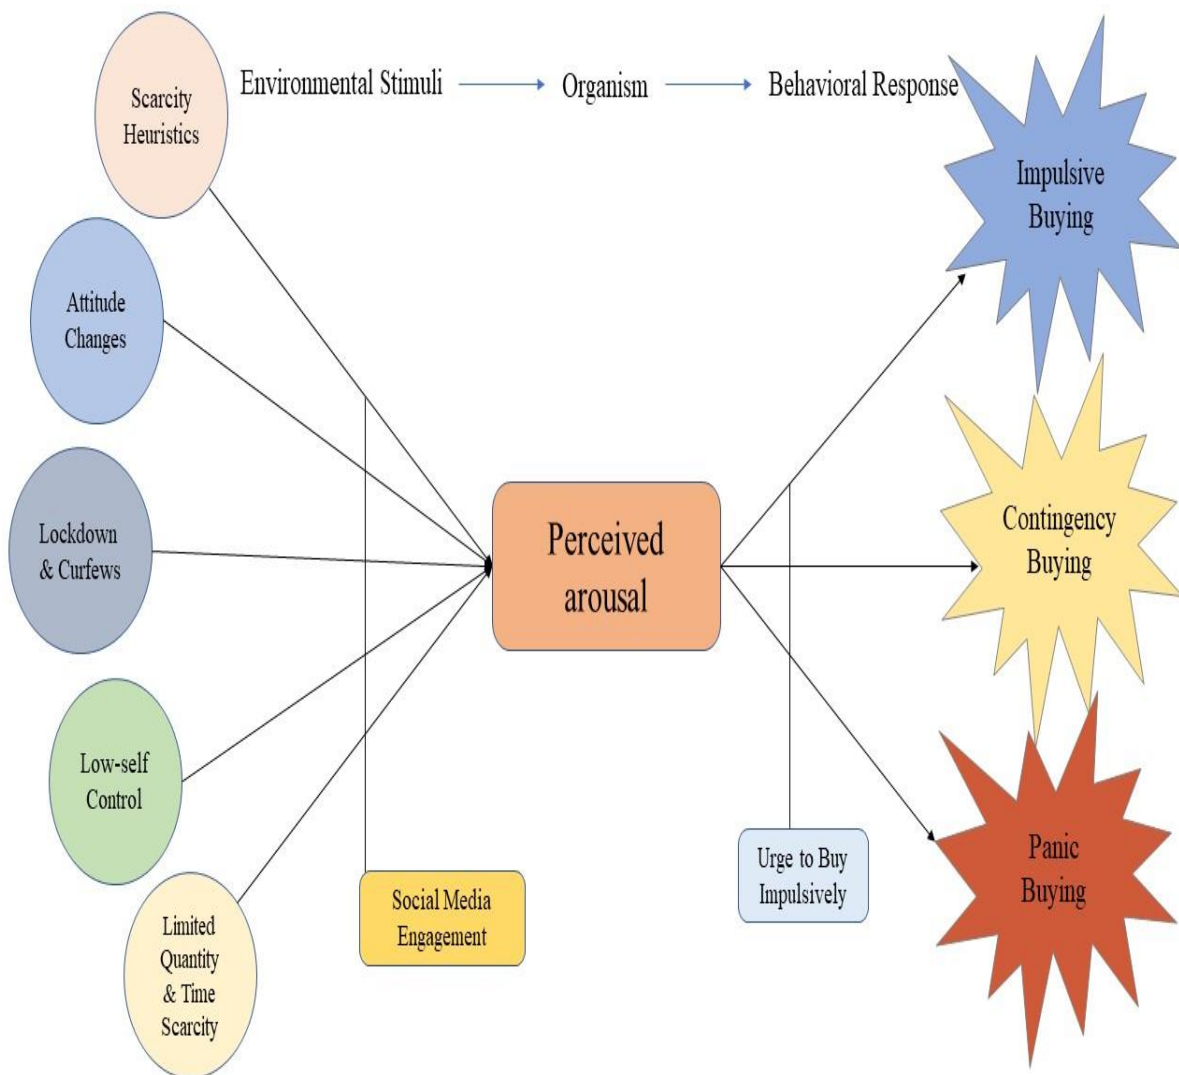 Environmental Stimuli
Organism
Behavioral Response
Scarcity
Heuristics
Attitude
Changes
Lockdown
& Curfews
Low-self
Control
Limited
Quantity
& Time
Scarcity
Social Media
Engagement
Perceived
arousal
Urge to Buy
Impulsively
Impulsive
Buying
Contingency
Buying
Panic
Buying